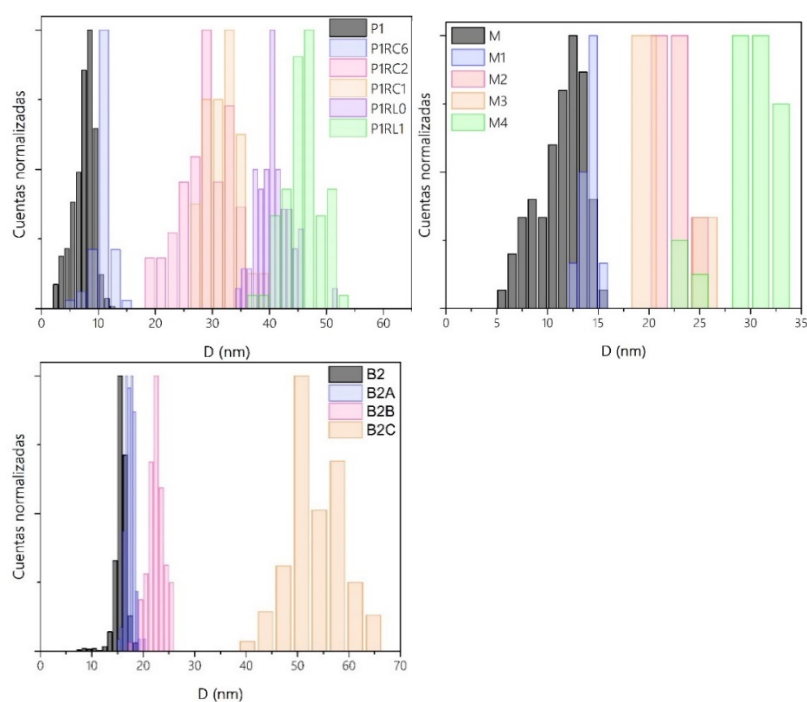 P1
P1RC6
P1RC2
P1RC1
P1RL0
P1RL1
Cuentas normalizadas
0 10 20 30 40 50 60
D (nm)
M
M1
M2
M3
M4
Cuentas normalizadas
0 5 10 15 20 25 30 35
D (nm)
B2
B2A
B2B
B2C
Cuentas normalizadas
0 10 20 30 40 50 60 70
D (nm)